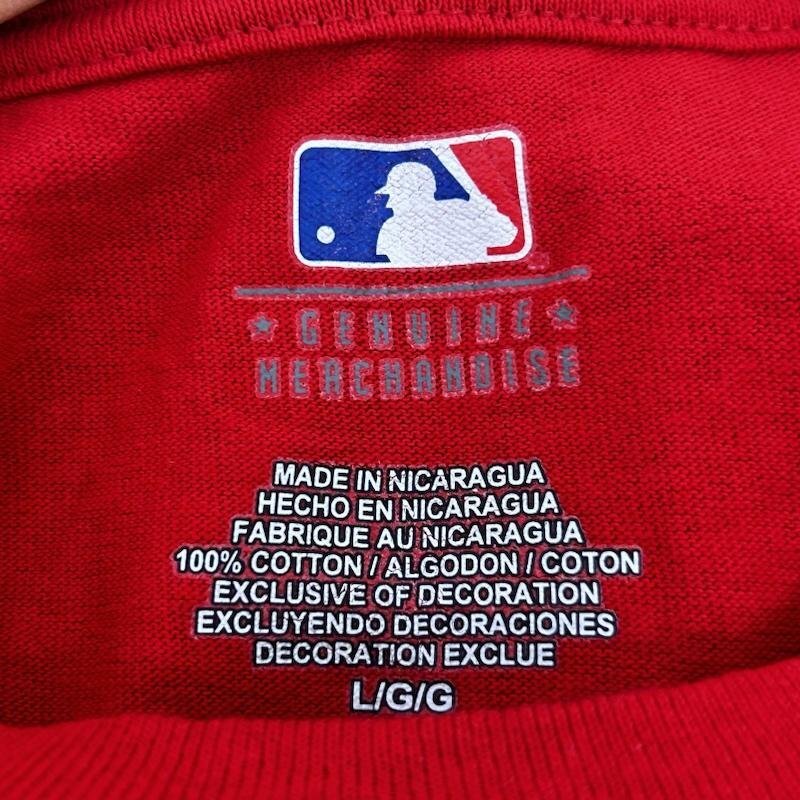 GENUINE
MERCHANDISE
MADE IN NICARAGUA
HECHO EN NICARAGUA
FABRIQUE AU NICARAGUA
100% COTTON / ALGODON / COTON
EXCLUSIVE OF DECORATION
EXCLUYENDO DECORACIONES
DECORATION EXCLUE
L/G/G